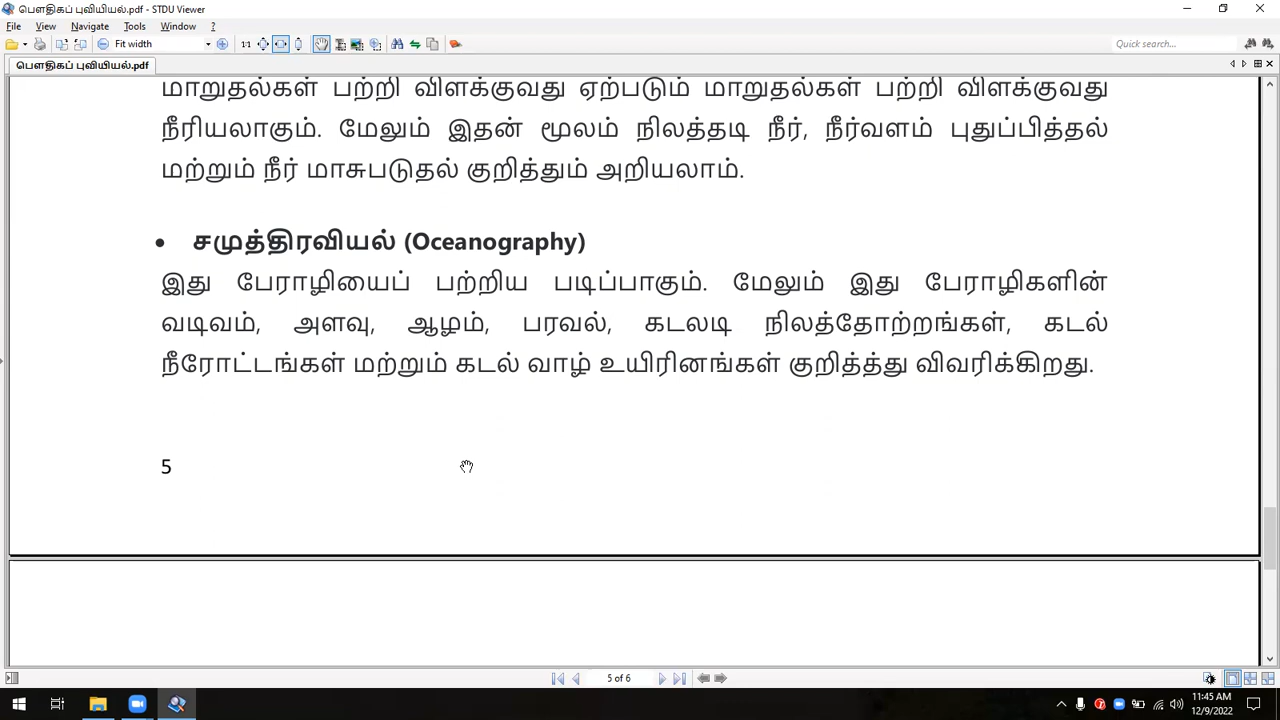 பௌதிகப் புவியியல்.pdf - STDU Viewer
File View Navigate Tools Window ?
Fit width 1:1 Quick search...
பௌதிகப் புவியியல்.pdf
மாறுதல்கள் பற்றி விளக்குவது ஏற்படும் மாறுதல்கள் பற்றி விளக்குவது
நீரியலாகும். மேலும் இதன் மூலம் நிலத்தடி நீர், நீர்வளம் புதுப்பித்தல்
மற்றும் நீர் மாசுபடுதல் குறித்தும் அறியலாம்.
• சமுத்திரவியல் (Oceanography)
இது பேராழியைப் பற்றிய படிப்பாகும். மேலும் இது பேராழிகளின்
வடிவம், அளவு, ஆழம், பரவல், கடலடி நிலத்தோற்றங்கள், கடல்
நீரோட்டங்கள் மற்றும் கடல் வாழ் உயிரினங்கள் குறித்த்து விவரிக்கிறது.
5
5 of 6
11:45 AM
12/9/2022